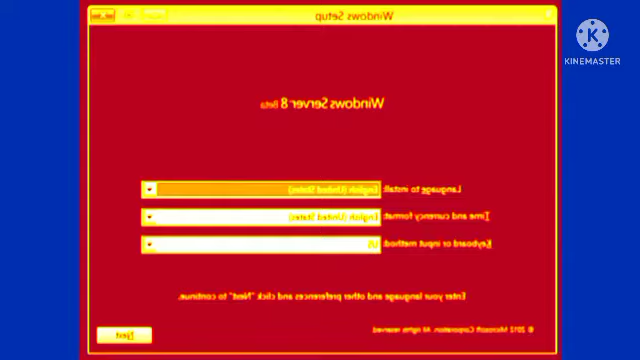 Windows Setup
KINEMASTER
Windows Server® 8 Beta
Language to install: English (United States)
Time and currency format: English (United States)
Keyboard or input method: US
Enter your language and other preferences and click "Next" to continue.
© 2012 Microsoft Corporation. All rights reserved.
Next